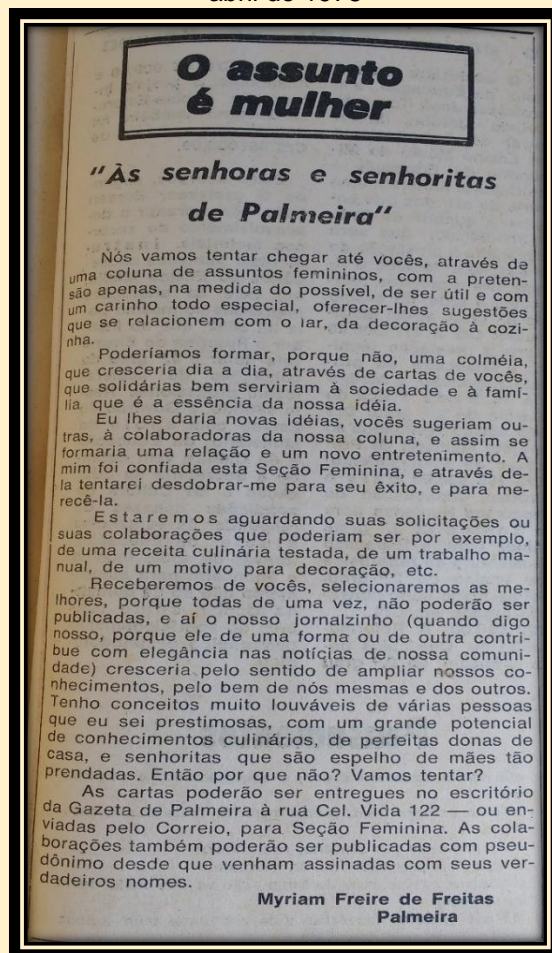 O assunto
é mulher
"Às senhoras e senhoritas
de Palmeira"
Nós vamos tentar chegar até vocês, através de
uma coluna de assuntos femininos, com a preten-
são apenas, na medida do possível, de ser útil e com
um carinho todo especial, oferecer-lhes sugestões
que se relacionem com o lar, da decoração à cozi-
nha.
Poderíamos formar, porque não, uma colméia,
que cresceria dia a dia, através de cartas de vocês,
que solidárias bem serviriam à sociedade e à famí-
lia que é a essência da nossa idéia.
Eu lhes daria novas idéias, vocês sugeriam ou-
tras, à colaboradoras da nossa coluna, e assim se
formaria uma relação e um novo entretenimento. A
mim foi confiada esta Seção Feminina, e através de-
la tentarei desdobrar-me para seu êxito, e para me-
recê-la.
Estaremos aguardando suas solicitações ou
suas colaborações que poderiam ser por exemplo,
de uma receita culinária testada, de um trabalho ma-
nual, de um motivo para decoração, etc.
Receberemos de vocês, selecionaremos as me-
lhores, porque todas de uma vez, não poderão ser
publicadas, e aí o nosso jornalzinho (quando digo
nosso, porque ele de uma forma ou de outra contri-
bue com elegância nas notícias de nossa comuni-
dade) cresceria pelo sentido de ampliar nossos co-
nhecimentos, pelo bem de nós mesmas e dos outros.
Tenho conceitos muito louváveis de várias pessoas
que eu sei prestimosas, com um grande potencial
de conhecimentos culinários, de perfeitas donas de
casa, e senhoritas que são espelho de mães tão
prendadas. Então por que não? Vamos tentar?
As cartas poderão ser entregues no escritório
da Gazeta de Palmeira à rua Cel. Vida 122 — ou en-
viadas pelo Correio, para Seção Feminina. As cola-
borações também poderão ser publicadas com pseu-
dônimo desde que venham assinadas com seus ver-
dadeiros nomes.
Myriam Freire de Freitas
Palmeira